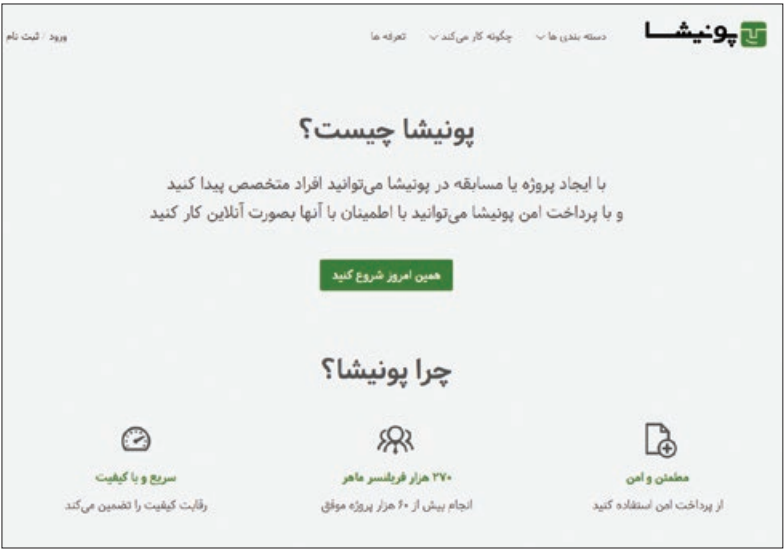 پونیشـــا
دسته بندی ها
چگونه کار می‌کند
تعرفه ها
ورود / ثبت نام
پونیشا چیست؟
با ایجاد پروژه یا مسابقه در پونیشا می‌توانید افراد متخصص پیدا کنید
و با پرداخت امن پونیشا می‌توانید با اطمینان با آنها بصورت آنلاین کار کنید
همین امروز شروع کنید
چرا پونیشا؟
مطمئن و امن
از پرداخت امن استفاده کنید
۲۷۰ هزار فریلنسر ماهر
انجام بیش از ۶۰ هزار پروژه موفق
سریع و با کیفیت
رقابت کیفیت را تضمین می‌کند